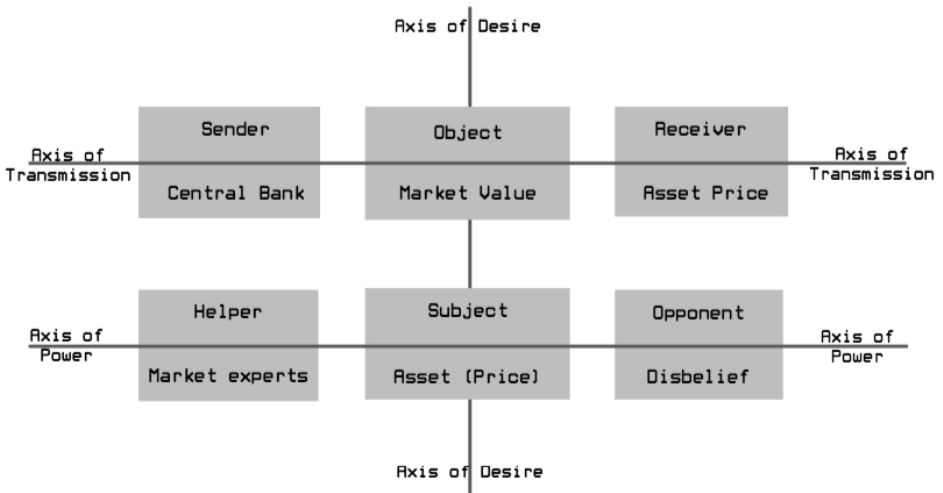 Axis of Desire
Sender
Object
Receiver
Axis of
Transmission
Axis of
Transmission
Central Bank
Market Value
Asset Price
Helper
Subject
Opponent
Axis of
Power
Axis of
Power
Market experts
Asset (Price)
Disbelief
Axis of Desire